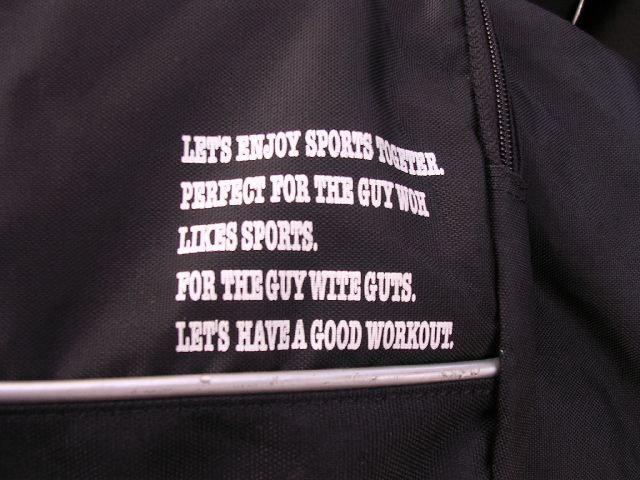 LET'S ENJOY SPORTS TOGETER.
PERFECT FOR THE GUY WOH
LIKES SPORTS.
FOR THE GUY WITE GUTS.
LET'S HAVE A GOOD WORKOUT.